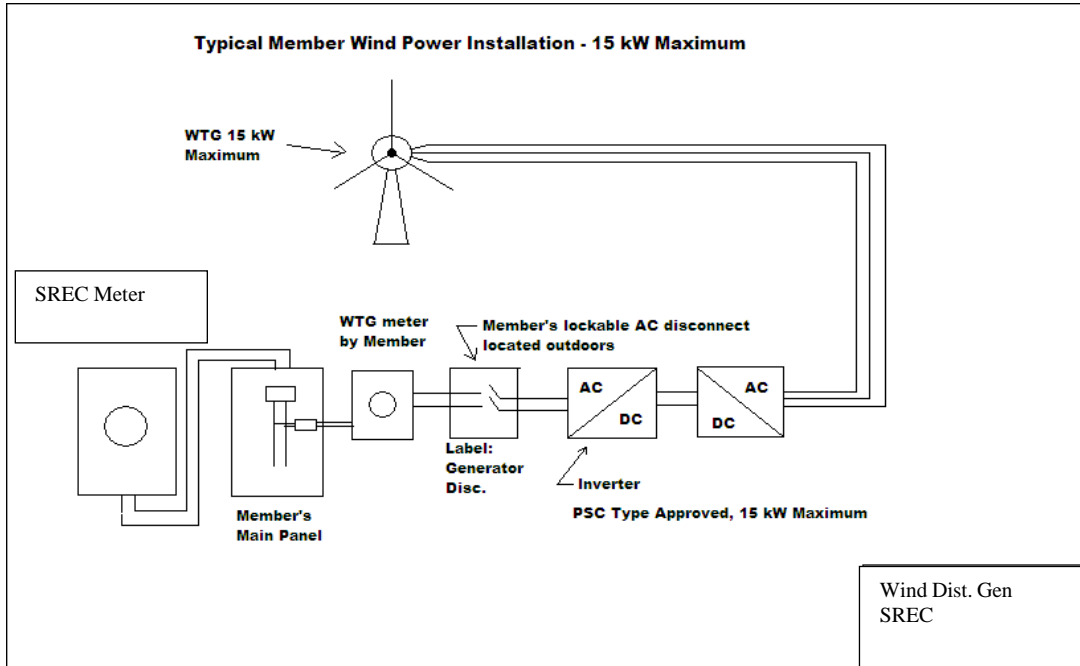 Typical Member Wind Power Installation - 15 kW Maximum
WTG 15 kW
Maximum
SREC Meter
WTG meter
by Member
Member's lockable AC disconnect
located outdoors
AC
DC
AC
DC
Label:
Generator
Disc.
Inverter
PSC Type Approved, 15 kW Maximum
Member's
Main Panel
Wind Dist. Gen
SREC